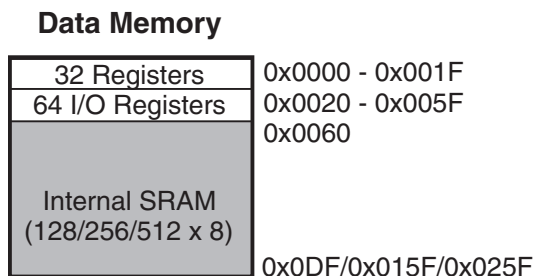 Data Memory
32 Registers 0x0000 - 0x001F
64 I/O Registers 0x0020 - 0x005F
0x0060
Internal SRAM
(128/256/512 x 8)
0x0DF/0x015F/0x025F